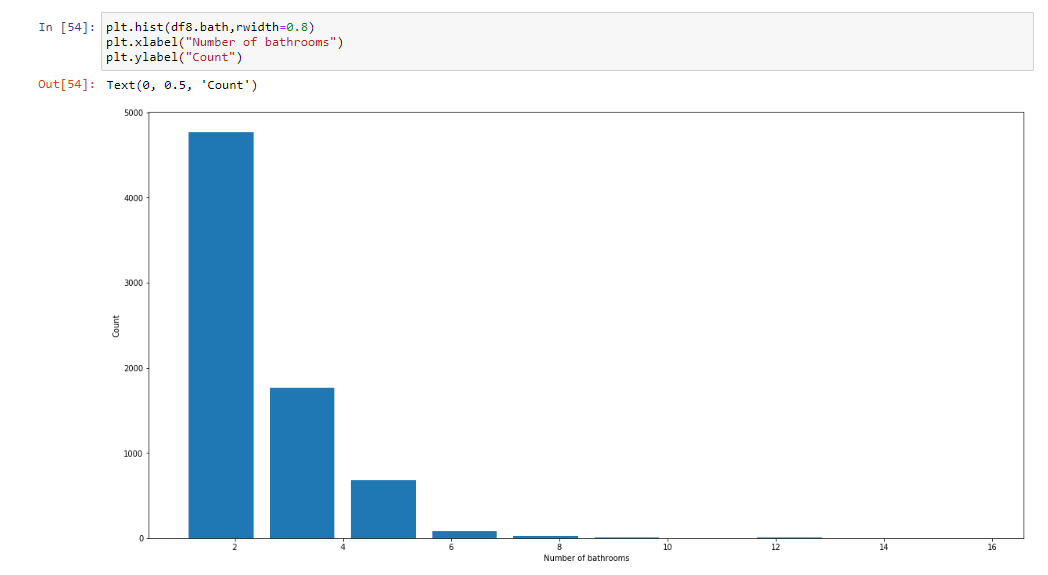 In [54]: plt.hist(df8.bath,rwidth=0.8)
plt.xlabel("Number of bathrooms")
plt.ylabel("Count")
Out[54]: Text(0, 0.5, 'Count')
5000
4000
3000
2000
1000
0
Count
2 4 6 8 10 12 14 16
Number of bathrooms